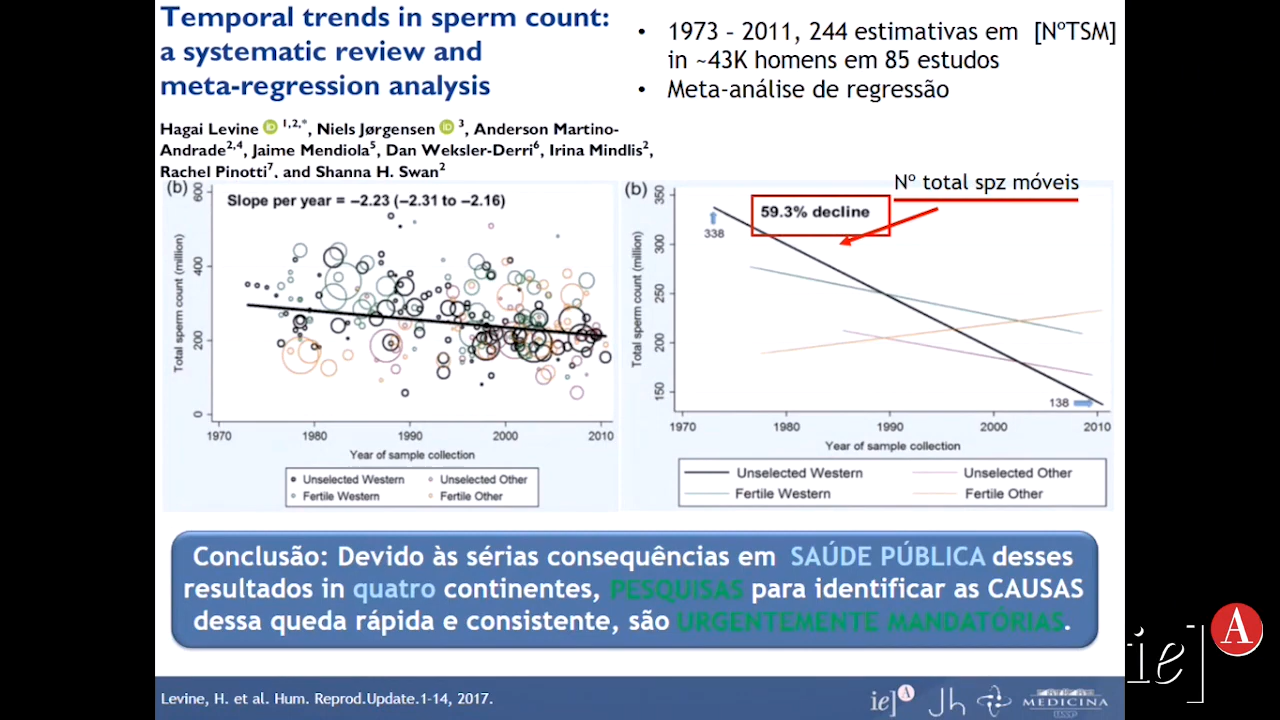 Temporal trends in sperm count:
a systematic review and
meta-regression analysis
• 1973 – 2011, 244 estimativas em [NºTSM]
in ~43K homens em 85 estudos
• Meta-análise de regressão
Hagai Levine iD 1,2,*, Niels Jørgensen iD 3, Anderson Martino-
Andrade2,4, Jaime Mendiola5, Dan Weksler-Derri6, Irina Mindlis2,
Rachel Pinotti7, and Shanna H. Swan2
(b)
Slope per year = −2.23 (−2.31 to −2.16)
Total sperm count (million)
600
400
200
0
1970 1980 1990 2000 2010
Year of sample collection
Unselected Western Unselected Other
Fertile Western Fertile Other
(b)
Nº total spz móveis
59.3% decline
338
138
Total sperm count (million)
350
300
250
200
150
1970 1980 1990 2000 2010
Year of sample collection
Unselected Western Unselected Other
Fertile Western Fertile Other
Conclusão: Devido às sérias consequências em SAÚDE PÚBLICA desses
resultados in quatro continentes, PESQUISAS para identificar as CAUSAS
dessa queda rápida e consistente, são URGENTEMENTE MANDATÓRIAS.
Levine, H. et al. Hum. Reprod.Update.1-14, 2017.
ie] A
Jh
MEDICINA
ie] A